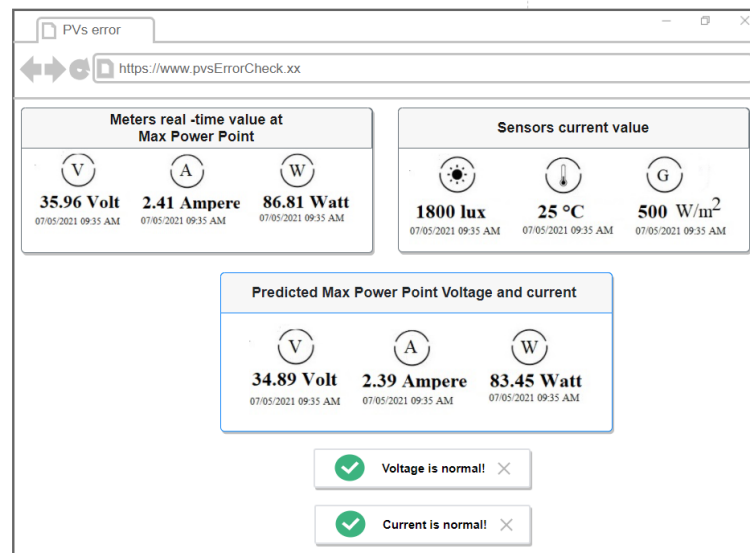 PVs error
https://www.pvsErrorCheck.xx
Meters real -time value at
Max Power Point
V
A
W
35.96 Volt
2.41 Ampere
86.81 Watt
07/05/2021 09:35 AM
07/05/2021 09:35 AM
07/05/2021 09:35 AM
Sensors current value
G
1800 lux
25 °C
500 W/m2
07/05/2021 09:35 AM
07/05/2021 09:35 AM
07/05/2021 09:35 AM
Predicted Max Power Point Voltage and current
V
A
W
34.89 Volt
2.39 Ampere
83.45 Watt
07/05/2021 09:35 AM
07/05/2021 09:35 AM
07/05/2021 09:35 AM
Voltage is normal!
Current is normal!